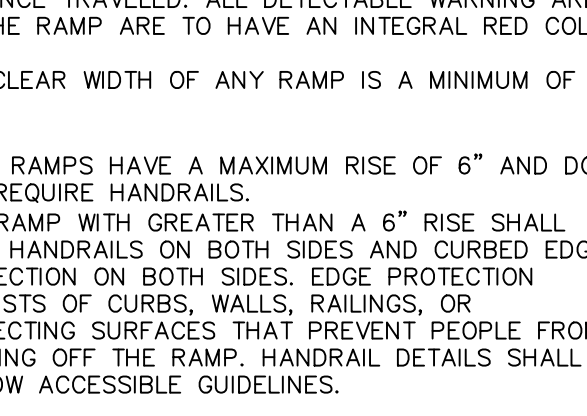 NCE TRAVELED. ALL DETECTABLE WARNING ARE
HE RAMP ARE TO HAVE AN INTEGRAL RED COL
CLEAR WIDTH OF ANY RAMP IS A MINIMUM OF
RAMPS HAVE A MAXIMUM RISE OF 6” AND DO
REQUIRE HANDRAILS.
RAMP WITH GREATER THAN A 6” RISE SHALL
HANDRAILS ON BOTH SIDES AND CURBED EDG
ECTION ON BOTH SIDES. EDGE PROTECTION
ISTS OF CURBS, WALLS, RAILINGS, OR
ECTING SURFACES THAT PREVENT PEOPLE FROM
ING OFF THE RAMP. HANDRAIL DETAILS SHALL
OW ACCESSIBLE GUIDELINES.